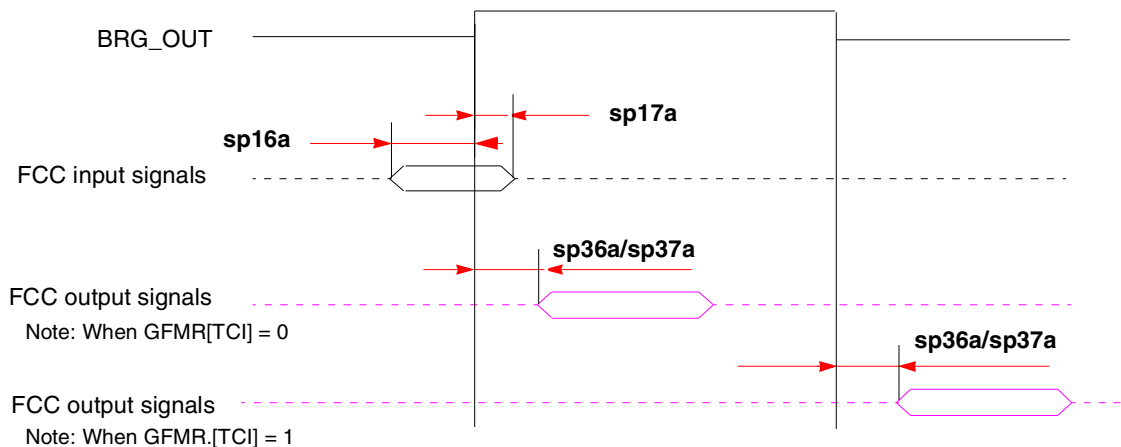 BRG_OUT
sp17a
sp16a
FCC input signals
sp36a/sp37a
FCC output signals
Note: When GFMR[TCI] = 0
sp36a/sp37a
FCC output signals
Note: When GFMR.[TCI] = 1